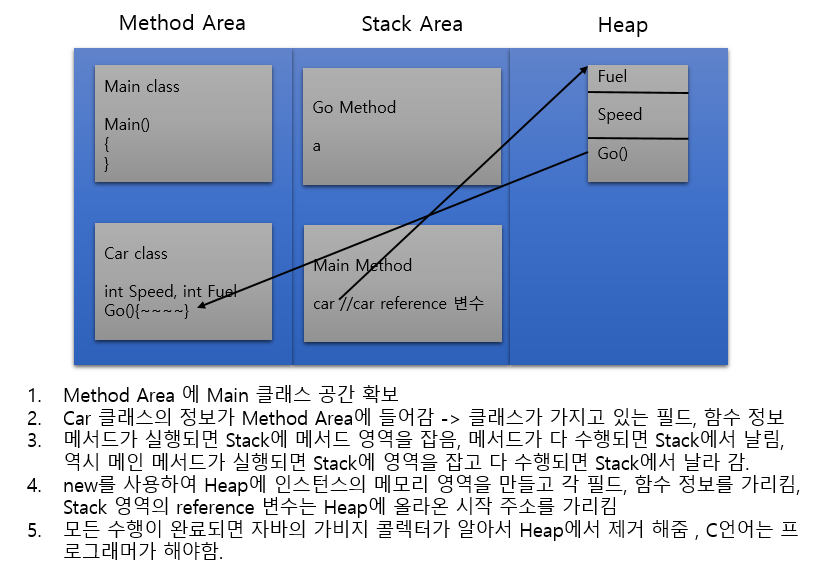 Method Area
Stack Area
Heap
Main class
Main()
{
}
Go Method
a
Fuel
Speed
Go()
Car class
int Speed, int Fuel
Go(){~~~~}
Main Method
car //car reference 변수
1. Method Area 에 Main 클래스 공간 확보
2. Car 클래스의 정보가 Method Area에 들어감 -> 클래스가 가지고 있는 필드, 함수 정보
3. 메서드가 실행되면 Stack에 메서드 영역을 잡음, 메서드가 다 수행되면 Stack에서 날림,
역시 메인 메서드가 실행되면 Stack에 영역을 잡고 다 수행되면 Stack에서 날라 감.
4. new를 사용하여 Heap에 인스턴스의 메모리 영역을 만들고 각 필드, 함수 정보를 가리킴,
Stack 영역의 reference 변수는 Heap에 올라온 시작 주소를 가리킴
5. 모든 수행이 완료되면 자바의 가비지 콜렉터가 알아서 Heap에서 제거 해줌 , C언어는 프
로그래머가 해야함.